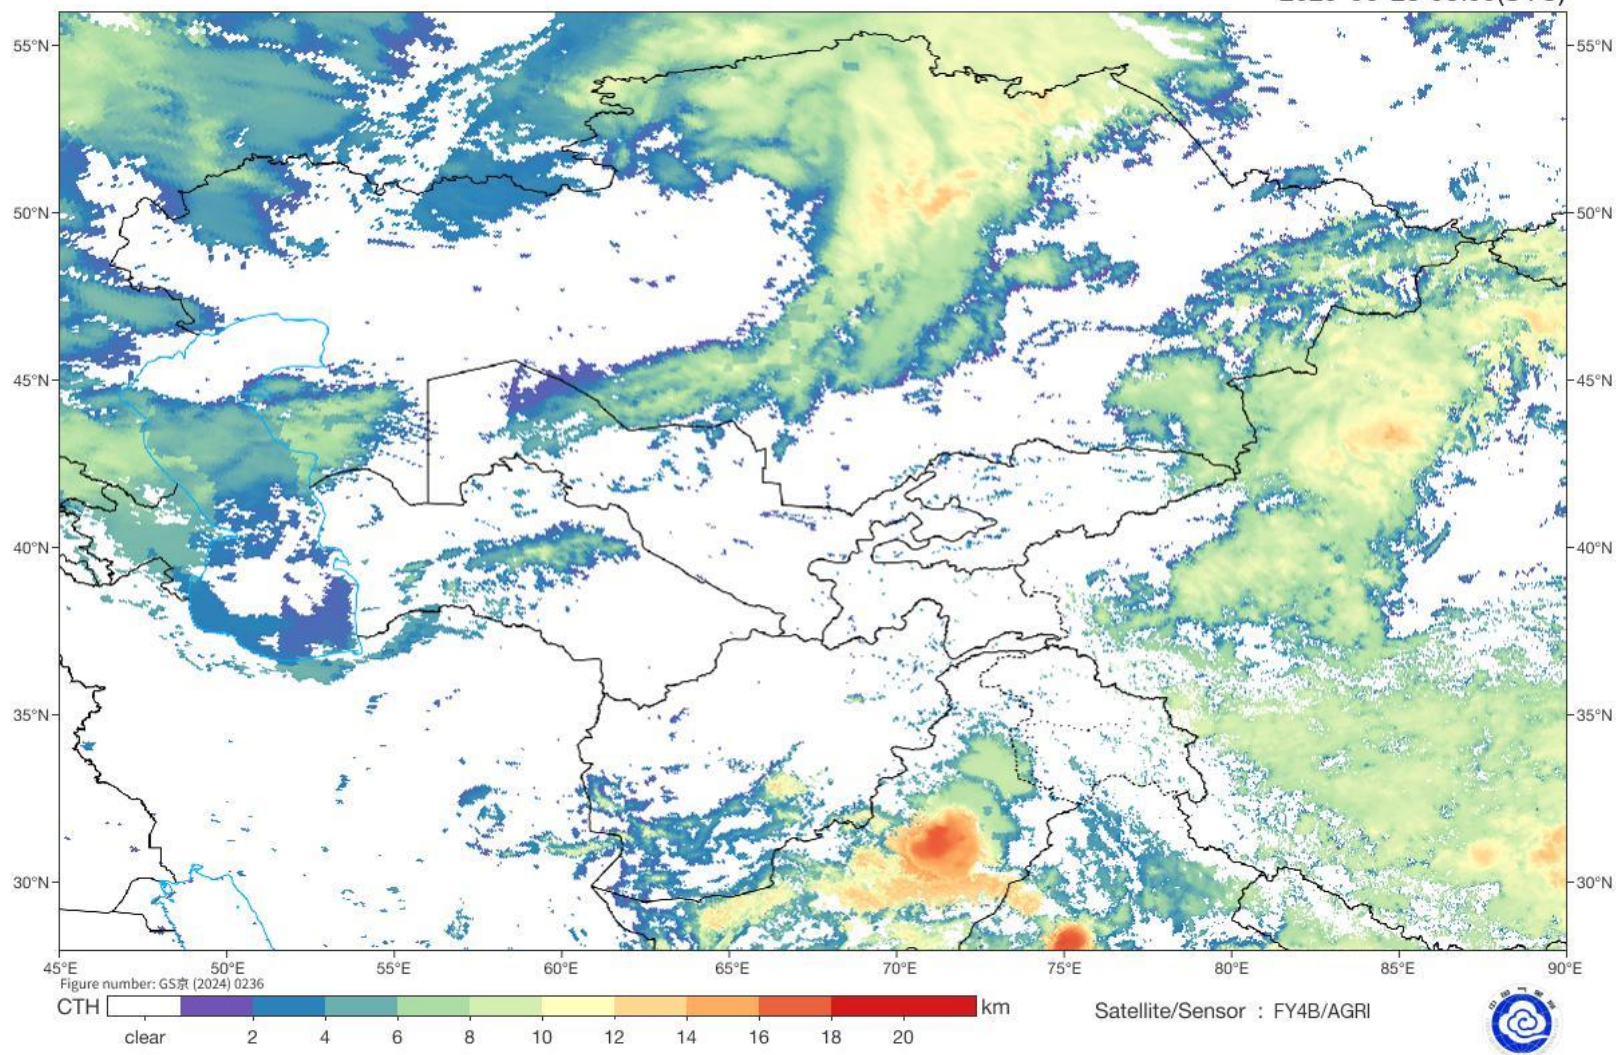 55°N 55°N
50°N 50°N
45°N 45°N
40°N 40°N
35°N 35°N
30°N 30°N
45°E 50°E 55°E 60°E 65°E 70°E 75°E 80°E 85°E 90°E
Figure number: GS京 (2024) 0236
CTH km
clear 2 4 6 8 10 12 14 16 18 20
Satellite/Sensor : FY4B/AGRI